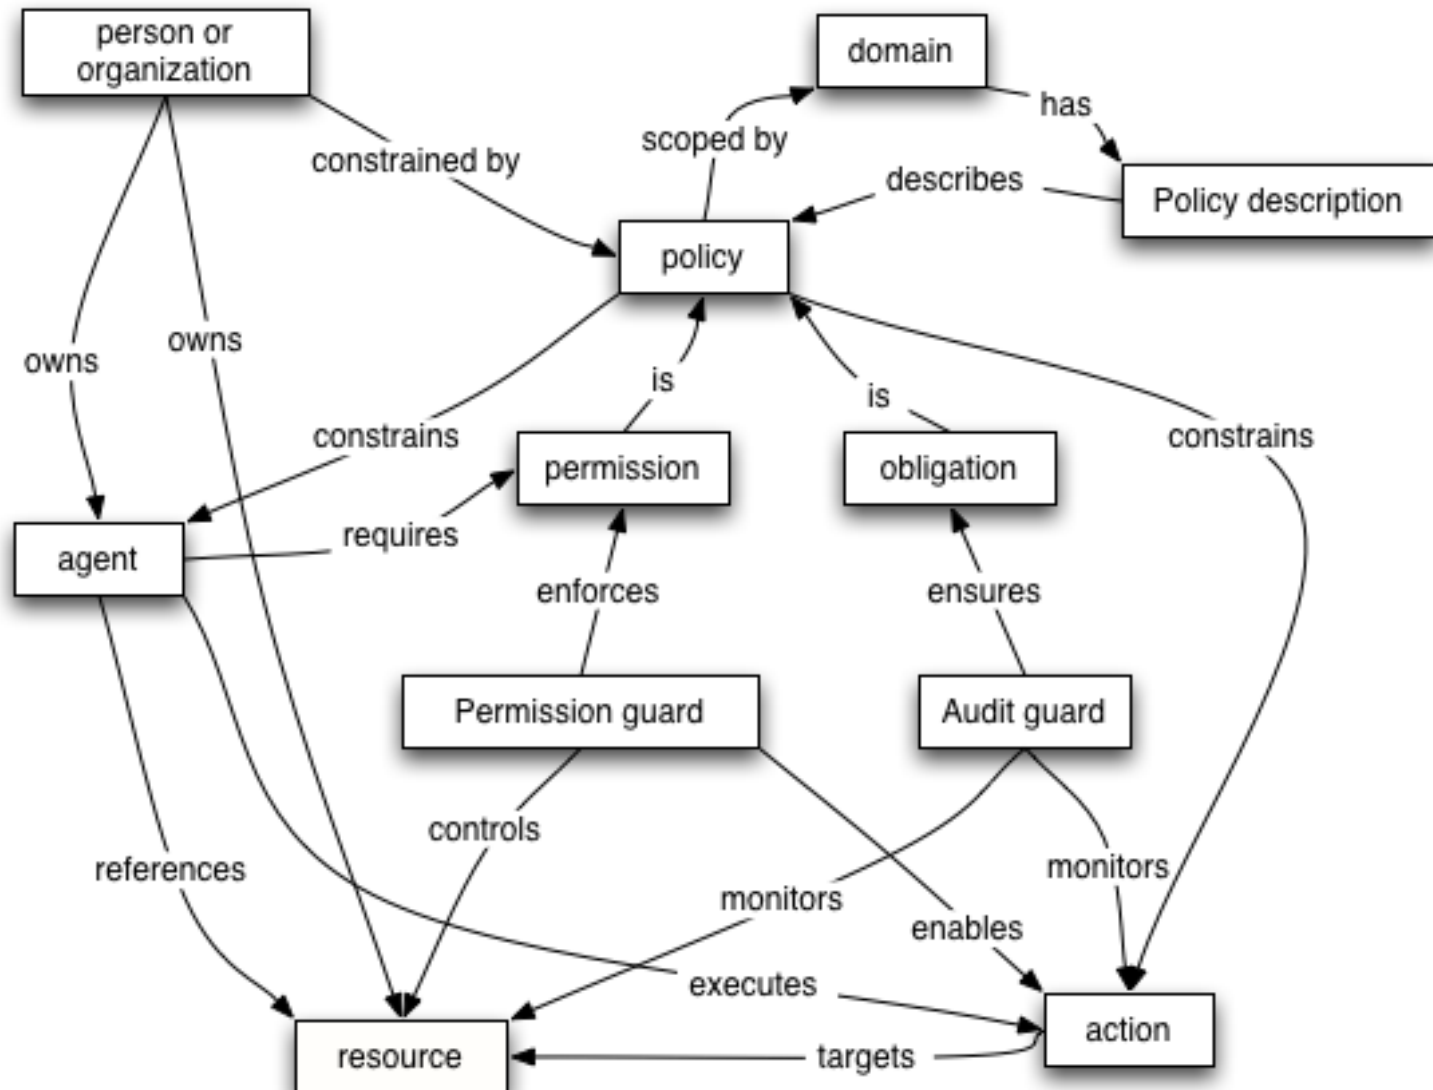 person or
organization
domain
has
scoped by
constrained by
describes
Policy description
policy
owns
owns
is
is
constrains
constrains
permission
obligation
requires
agent
enforces
ensures
Permission guard
Audit guard
controls
references
monitors
monitors
enables
executes
action
resource
targets